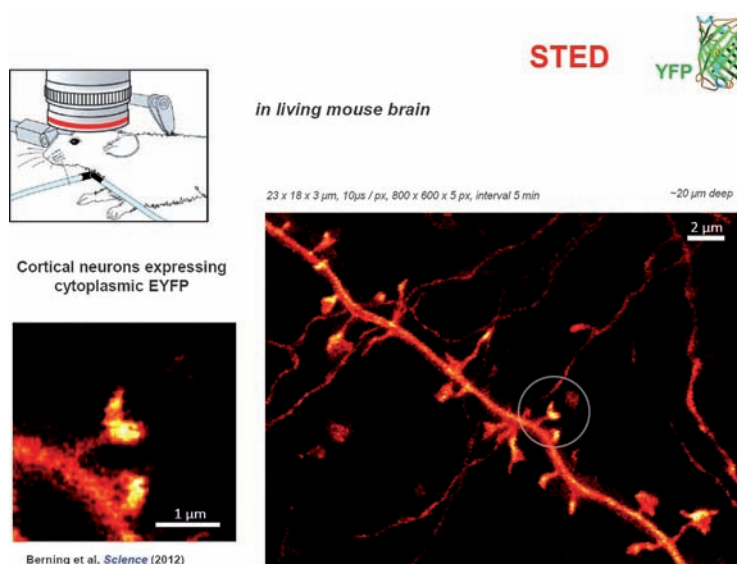 STED
YFP
in living mouse brain
23 x 18 x 3 µm, 10µs / px, 800 x 600 x 5 px, interval 5 min
~20 µm deep
2 µm
Cortical neurons expressing
cytoplasmic EYFP
1 µm
Berning et al, Science (2012)